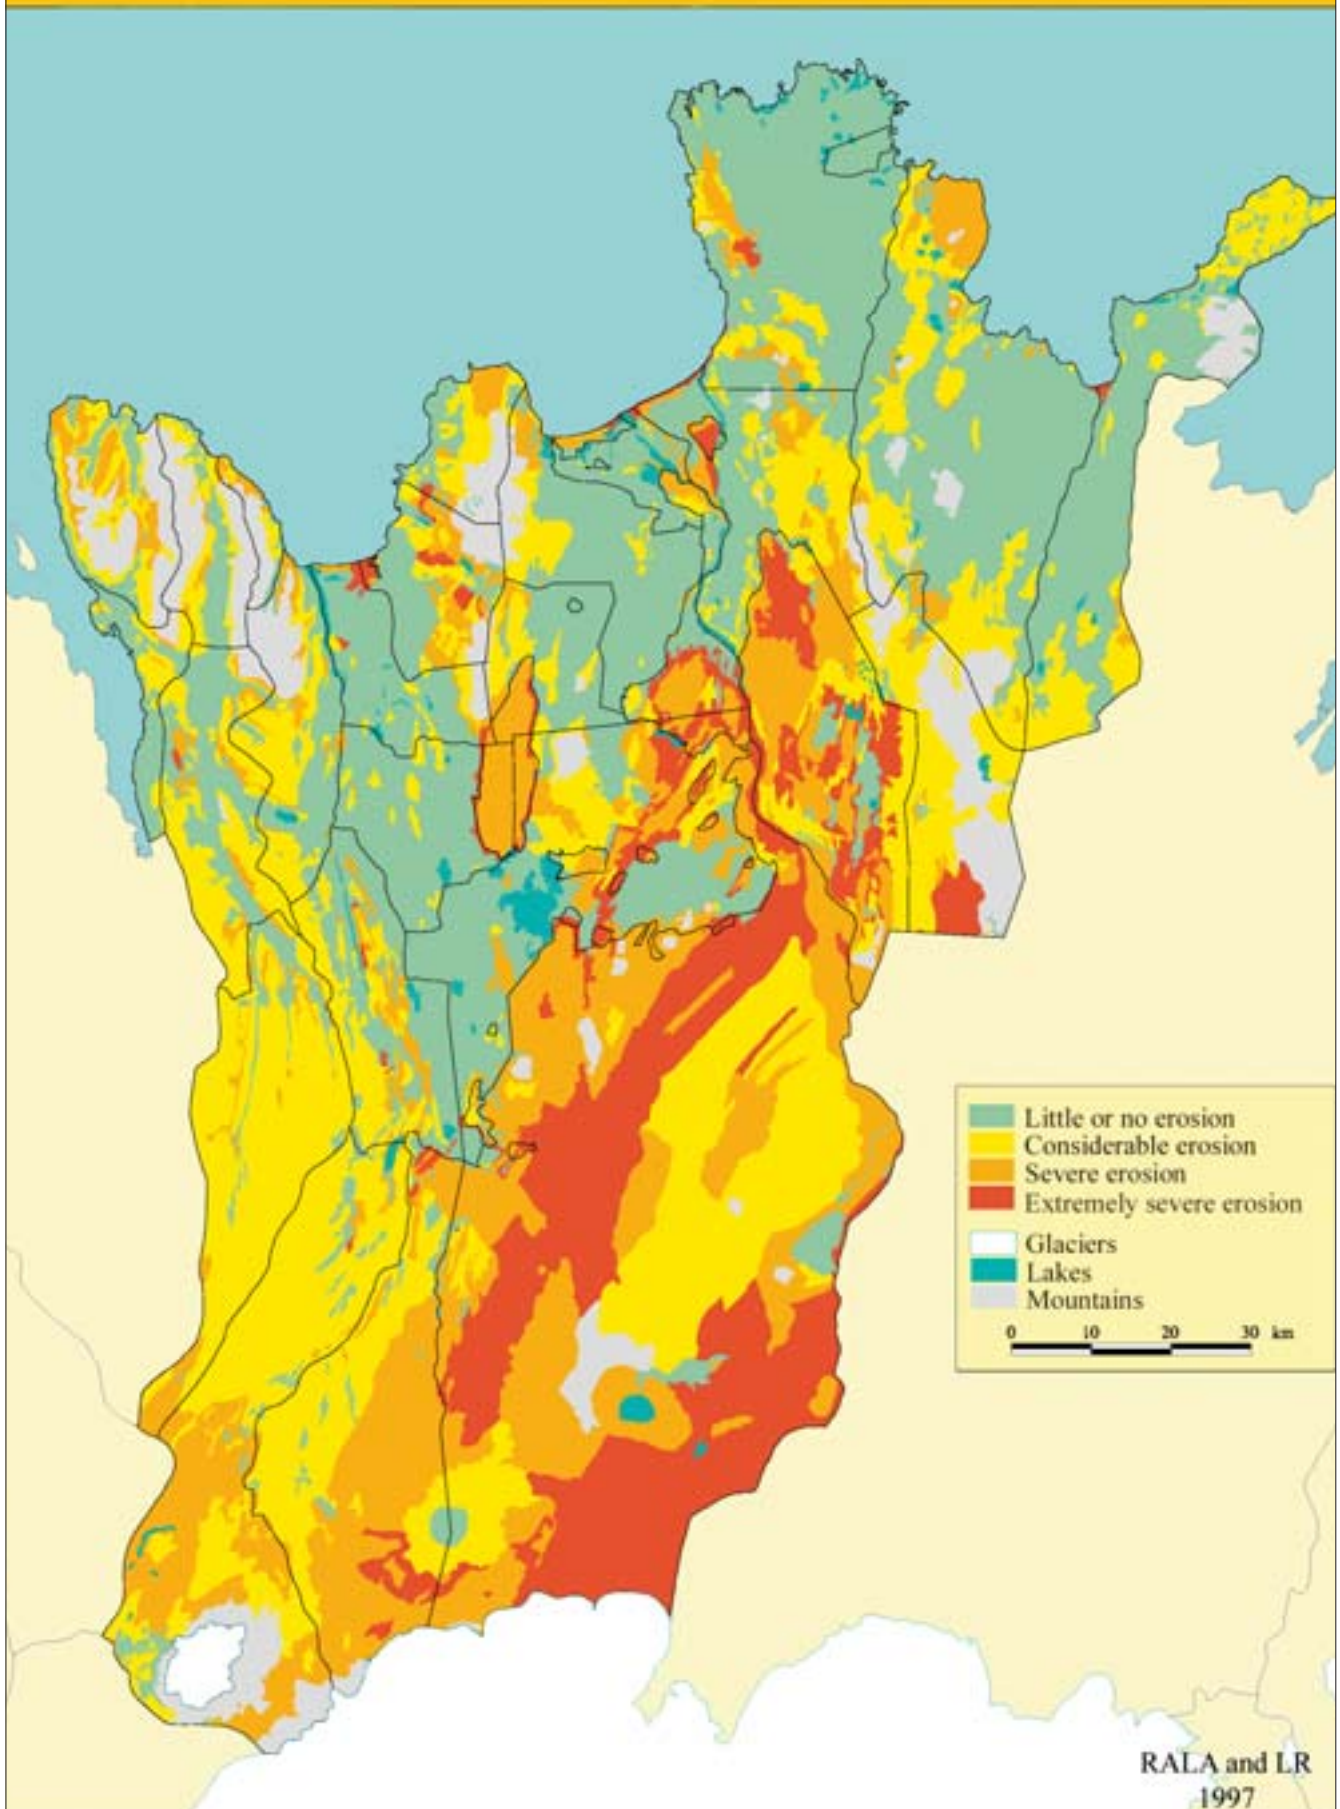 Little or no erosion
Considerable erosion
Severe erosion
Extremely severe erosion
Glaciers
Lakes
Mountains
0 10 20 30 km
RALA and LR
1997